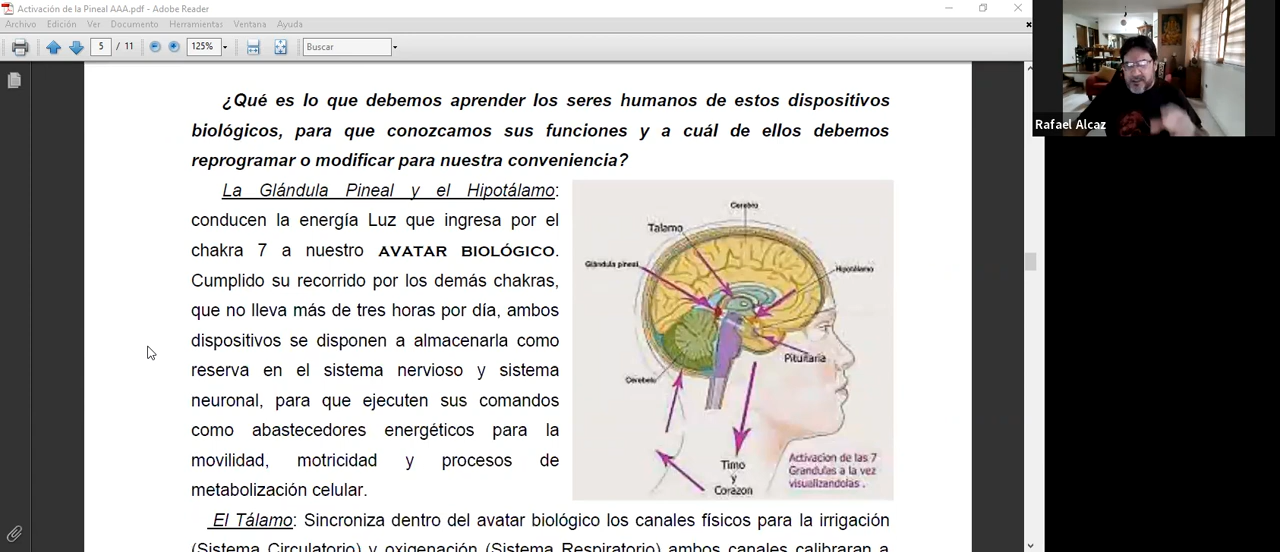 Activación de la Pineal AAA.pdf - Adobe Reader
Archivo Edición Ver Documento Herramientas Ventana Ayuda
5 / 11 125% Buscar
¿Qué es lo que debemos aprender los seres humanos de estos dispositivos
biológicos, para que conozcamos sus funciones y a cuál de ellos debemos
reprogramar o modificar para nuestra conveniencia?
La Glándula Pineal y el Hipotálamo:
conducen la energía Luz que ingresa por el
chakra 7 a nuestro AVATAR BIOLÓGICO.
Cumplido su recorrido por los demás chakras,
que no lleva más de tres horas por día, ambos
dispositivos se disponen a almacenarla como
reserva en el sistema nervioso y sistema
neuronal, para que ejecuten sus comandos
como abastecedores energéticos para la
movilidad, motricidad y procesos de
metabolización celular.
Cerebro
Talamo
Glándula pineal
Hipotálamo
Pituitaria
Cerebelo
Timo
y
Corazon
Activacion de las 7
Grandulas a la vez
visualizandolas .
El Tálamo: Sincroniza dentro del avatar biológico los canales físicos para la irrigación
(Sistema Circulatorio) y oxigenación (Sistema Respiratorio) ambos canales calibraran a
Rafael Alcaz